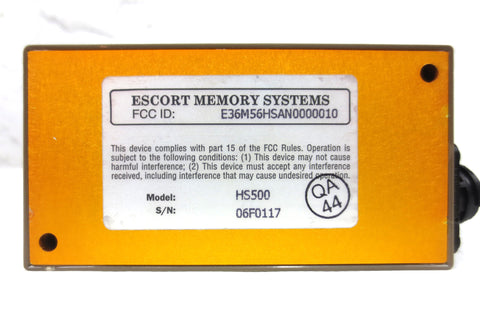 ESCORT MEMORY SYSTEMS
FCC ID: E36M56HSAN0000010
This device complies with part 15 of the FCC Rules. Operation is
subject to the following conditions: (1) This device may not cause
harmful interference; (2) This device must accept any interference
received, including interference that may cause undesired operation.
Model: HS500
S/N: 06F0117
QA
44